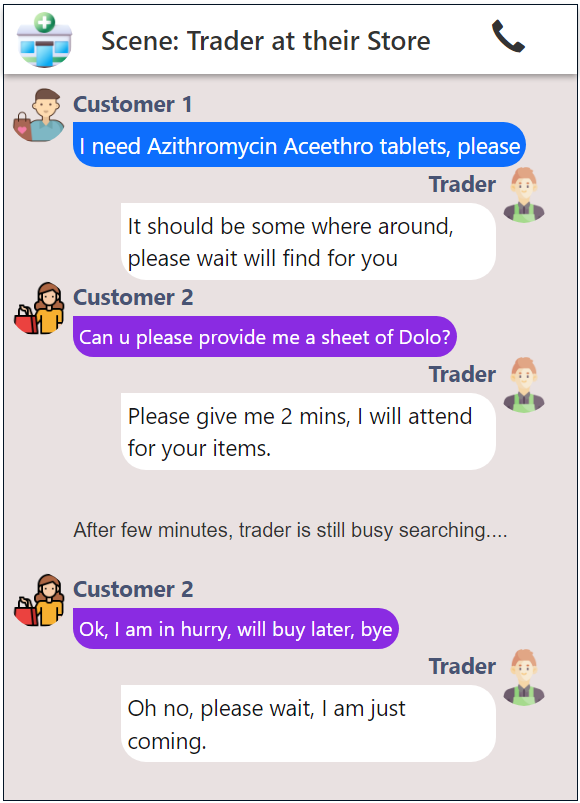 Scene: Trader at their Store
Customer 1
I need Azithromycin Aceethro tablets, please
Trader
It should be some where around,
please wait will find for you
Customer 2
Can u please provide me a sheet of Dolo?
Trader
Please give me 2 mins, I will attend
for your items.
After few minutes, trader is still busy searching....
Customer 2
Ok, I am in hurry, will buy later, bye
Trader
Oh no, please wait, I am just
coming.